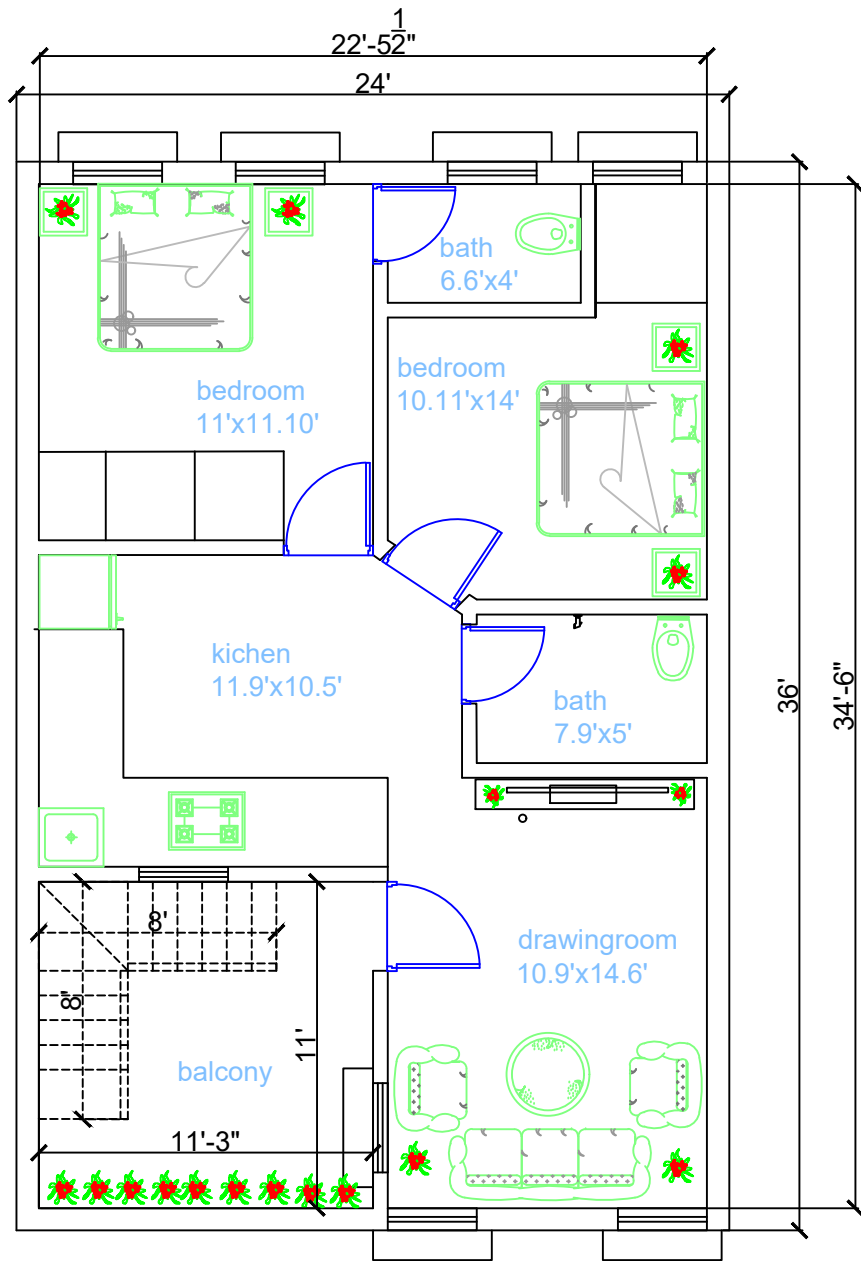 22'-5 1/2"
24'
bath
6.6'x4'
bedroom
10.11'x14'
bedroom
11'x11.10'
kichen
11.9'x10.5'
bath
7.9'x5'
36'
34'-6"
8'
8'
drawingroom
10.9'x14.6'
11'
balcony
11'-3"